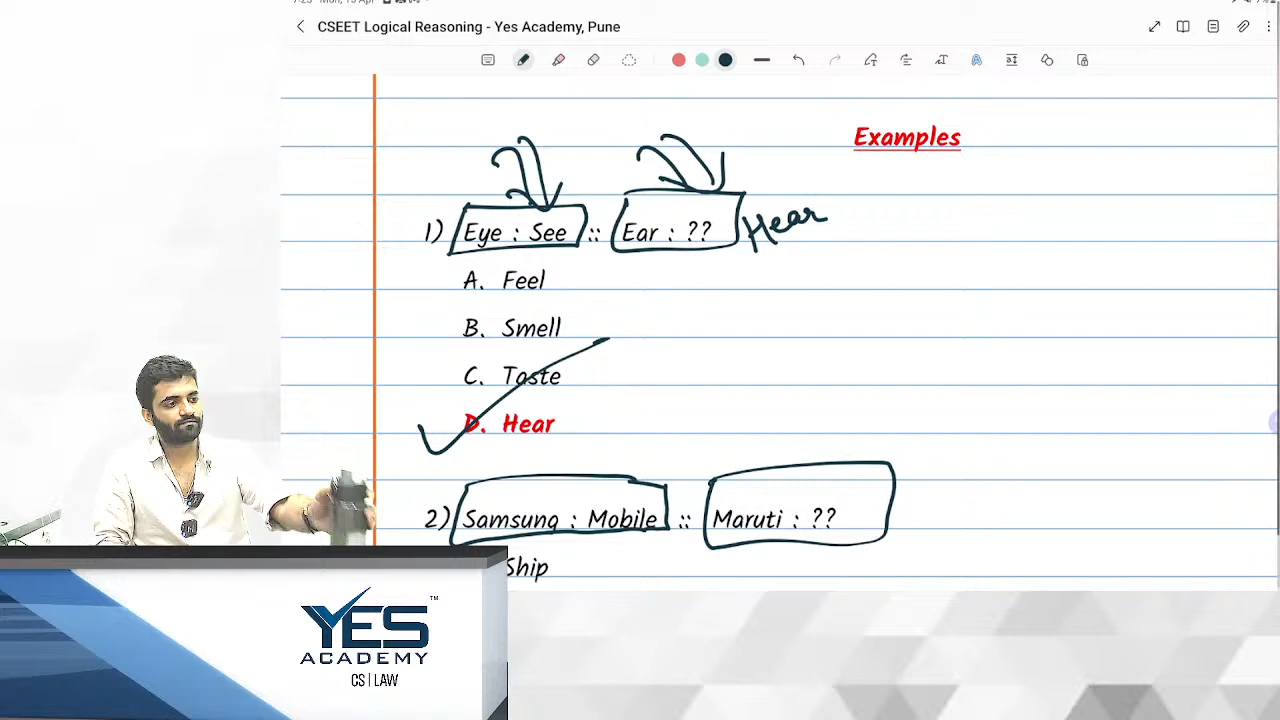 CSEET Logical Reasoning - Yes Academy, Pune
Examples
1) Eye : See :: Ear : ?? Hear
A. Feel
B. Smell
C. Taste
D. Hear
2) Samsung : Mobile :: Maruti : ??
Ship
YES™
ACADEMY
CS | LAW